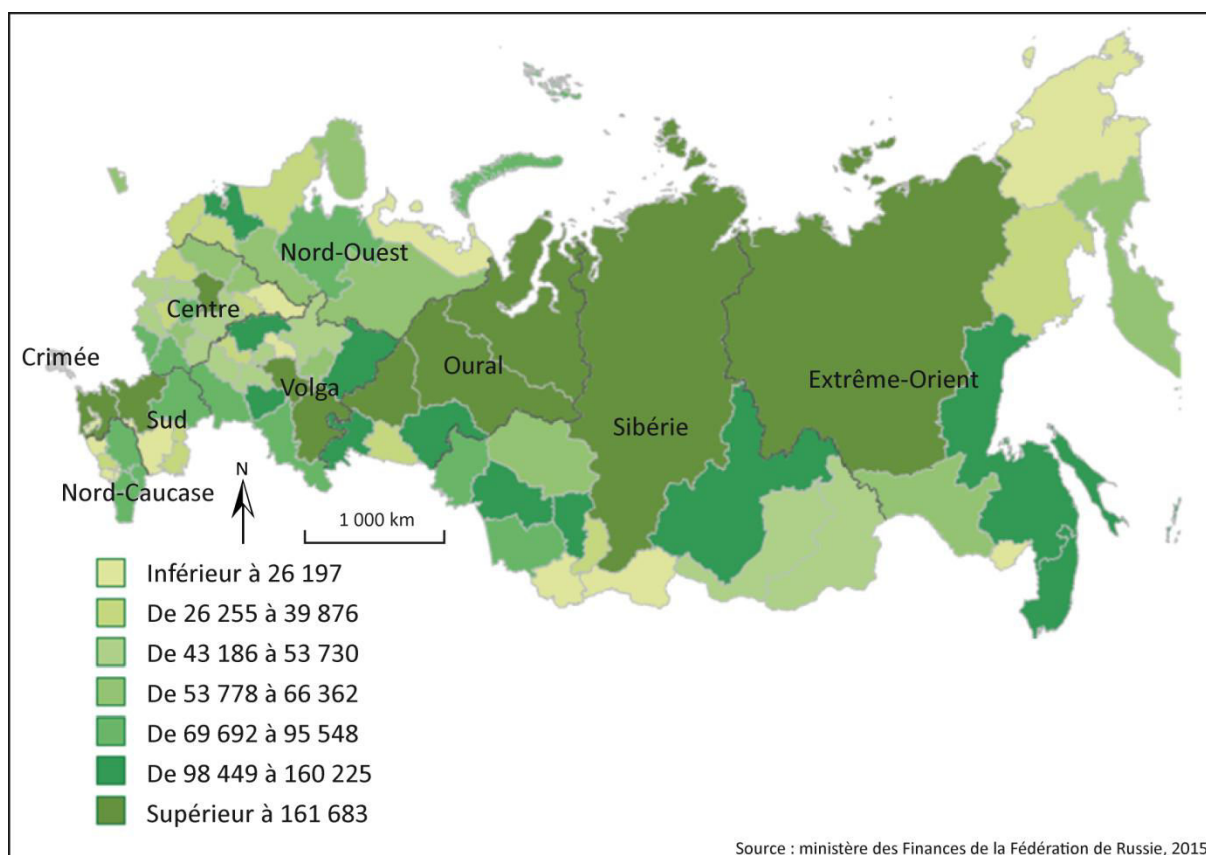 Nord-Ouest
Centre
Crimée
Oural
Volga
Extrême-Orient
Sud
Sibérie
Nord-Caucase
N
1 000 km
Inférieur à 26 197
De 26 255 à 39 876
De 43 186 à 53 730
De 53 778 à 66 362
De 69 692 à 95 548
De 98 449 à 160 225
Supérieur à 161 683
Source : ministère des Finances de la Fédération de Russie, 2015